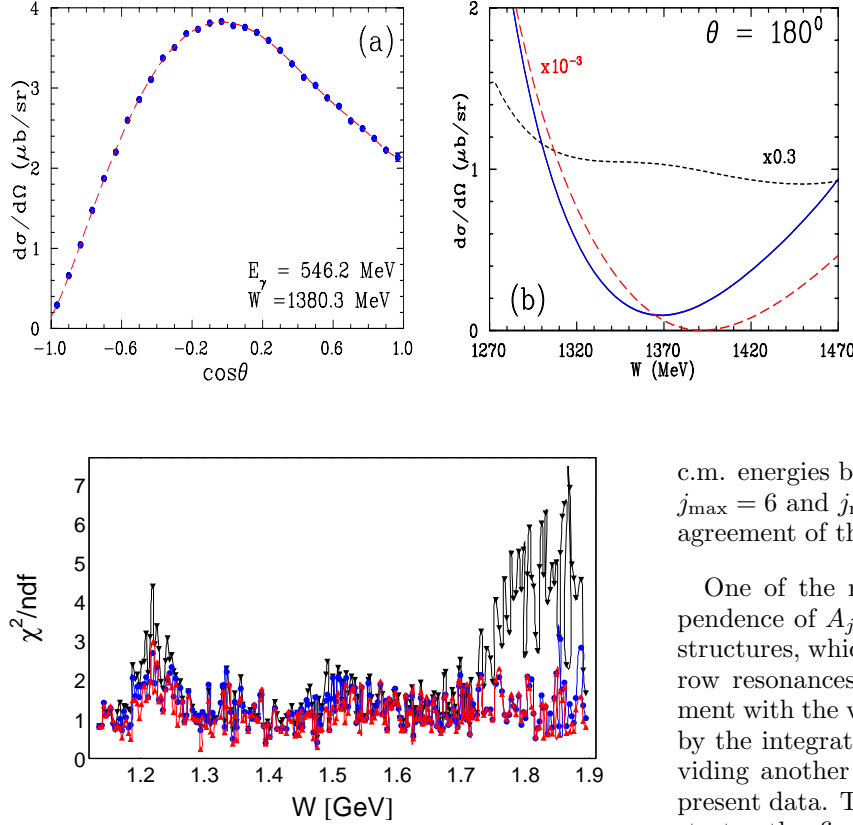 4
3
2
1
0
dσ/dΩ (μb/sr)
(a)
E_γ = 546.2 MeV
W =1380.3 MeV
−1.0 −0.6 −0.2 0.2 0.6 1.0
cosθ
2
1
0
dσ/dΩ (μb/sr)
θ = 180⁰
x10⁻³
x0.3
(b)
1270 1320 1370 1420 1470
W (MeV)
7
6
5
4
3
2
1
0
χ²/ndf
1.2 1.3 1.4 1.5 1.6 1.7 1.8 1.9
W [GeV]
c.m. energies b
j_max = 6 and j
agreement of th
One of the
pendence of A_j
structures, whic
row resonances
ment with the v
by the integrat
viding another
present data. T